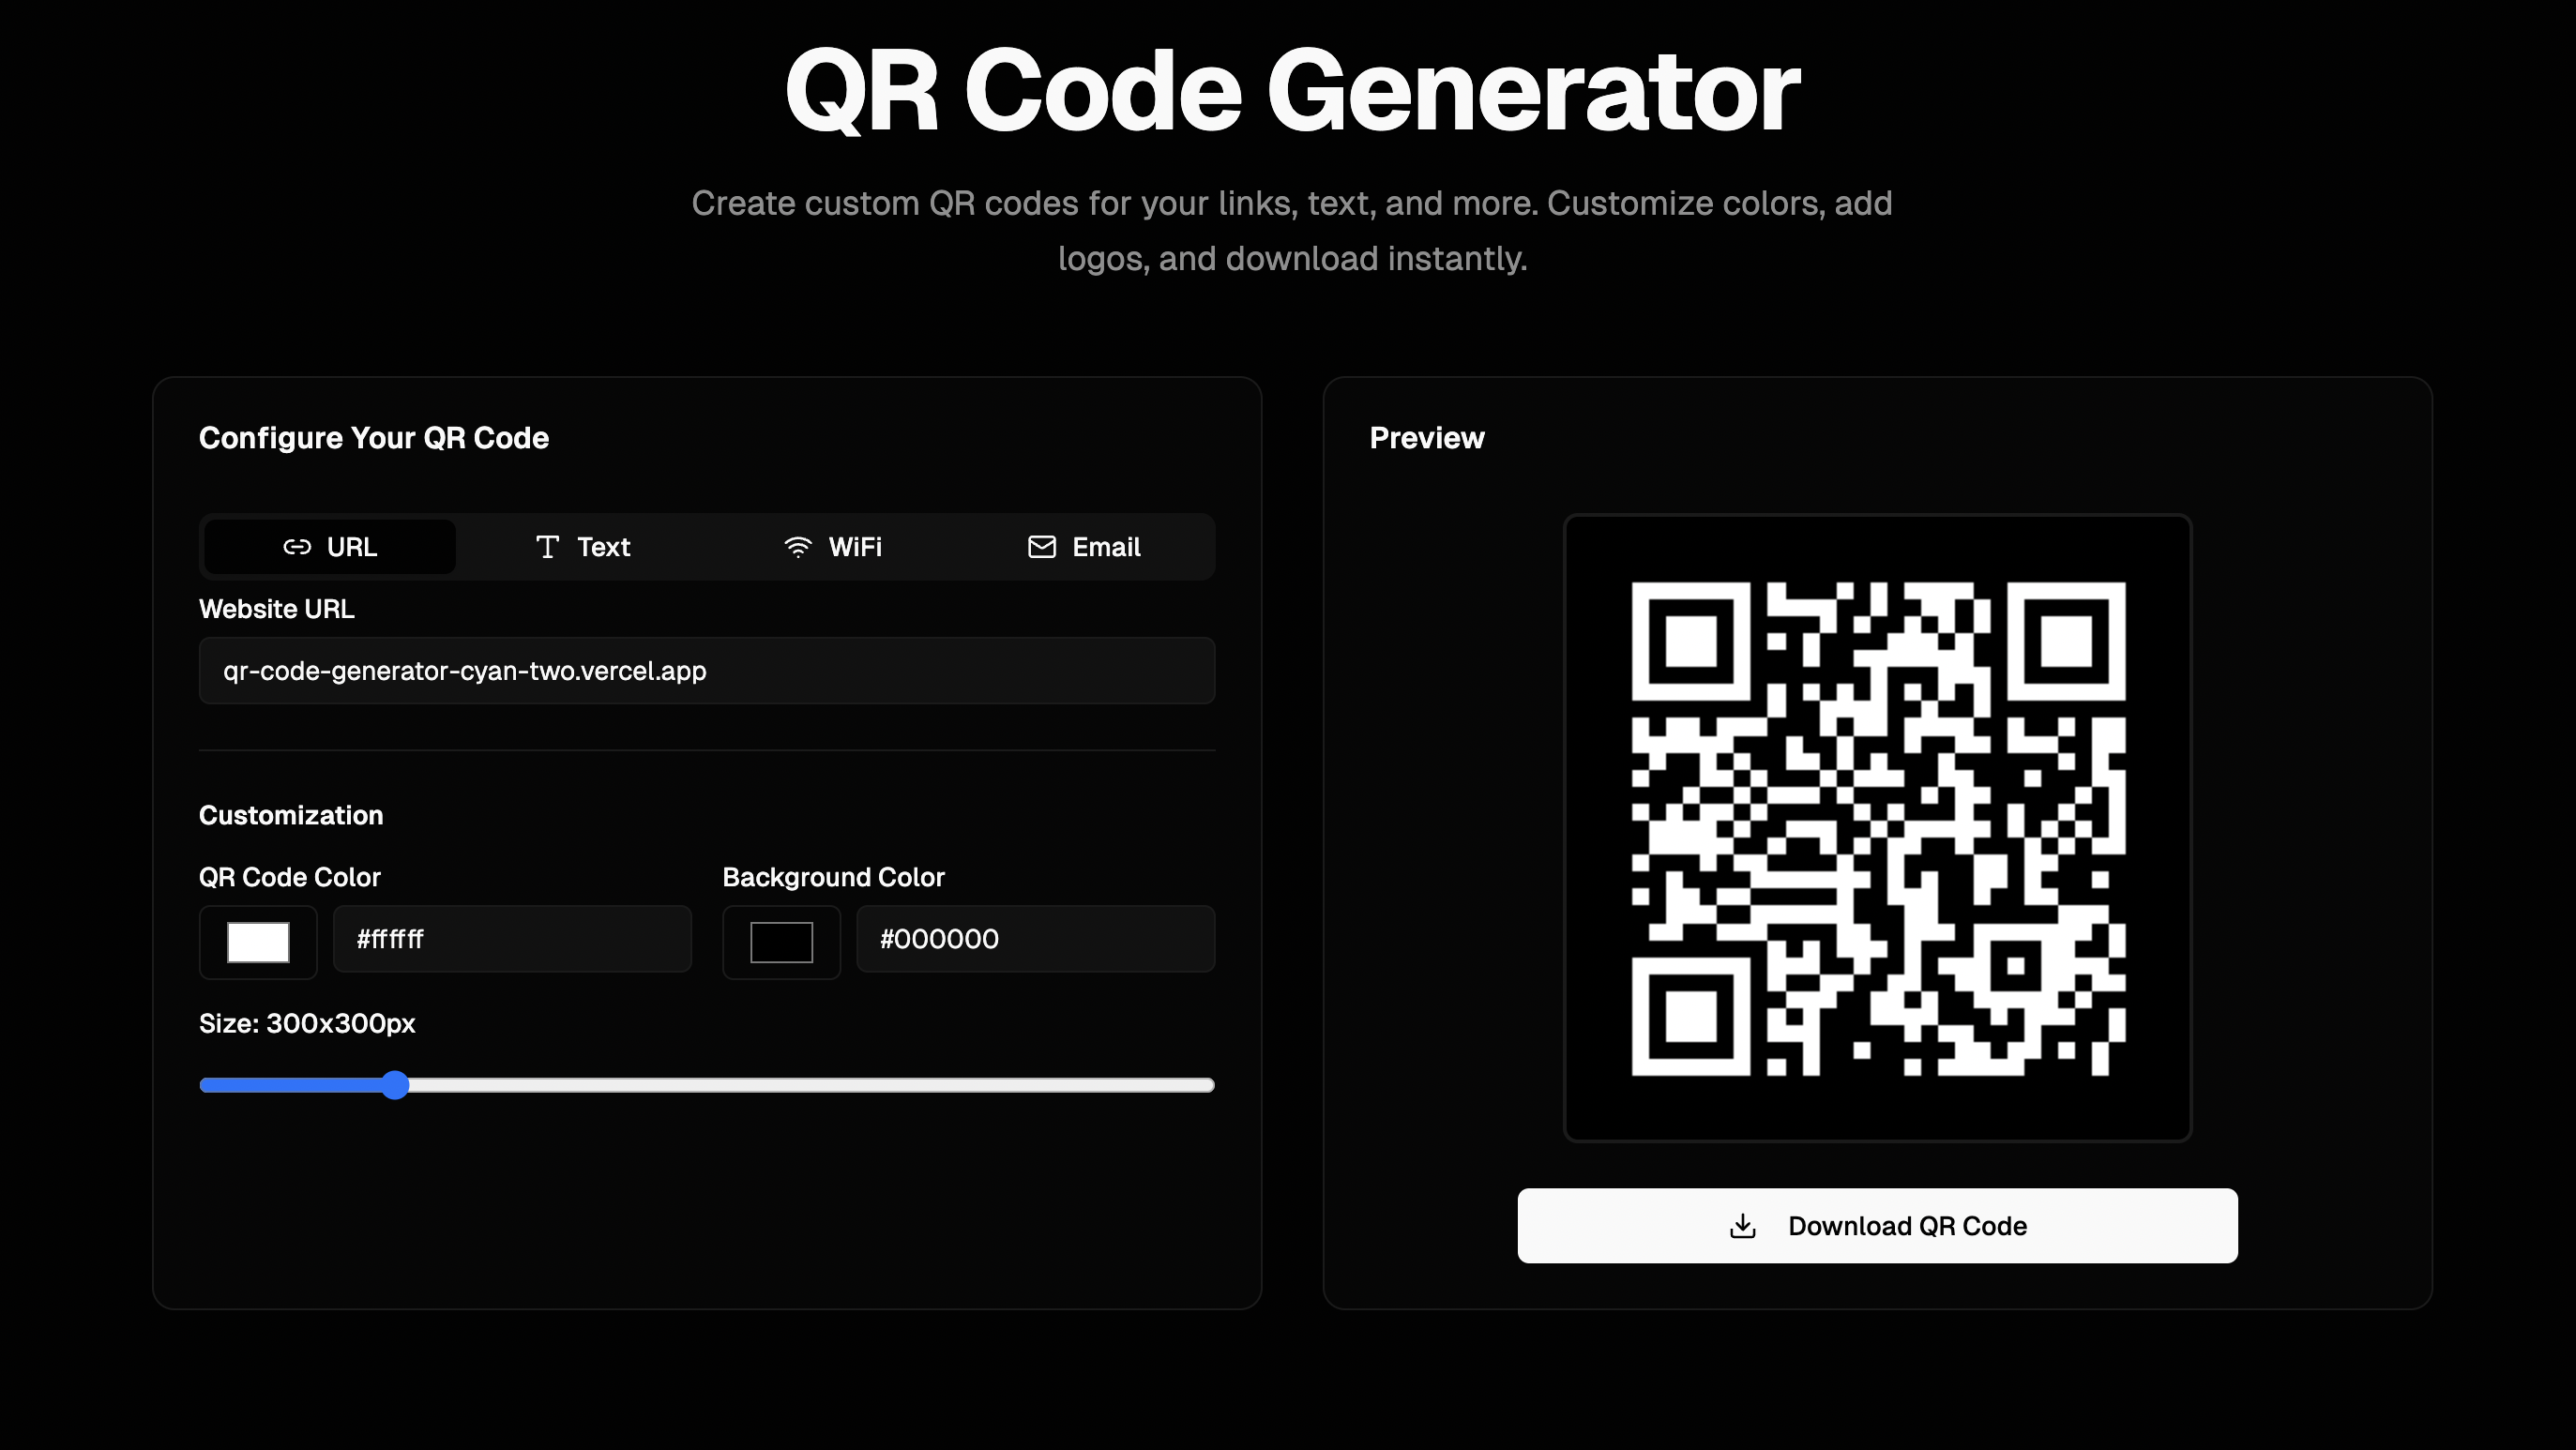 QR Code Generator
Create custom QR codes for your links, text, and more. Customize colors, add
logos, and download instantly.
Configure Your QR Code
URL
Text
WiFi
Email
Website URL
qr-code-generator-cyan-two.vercel.app
Customization
QR Code Color
Background Color
#ffffff
#000000
Size: 300x300px
Preview
Download QR Code